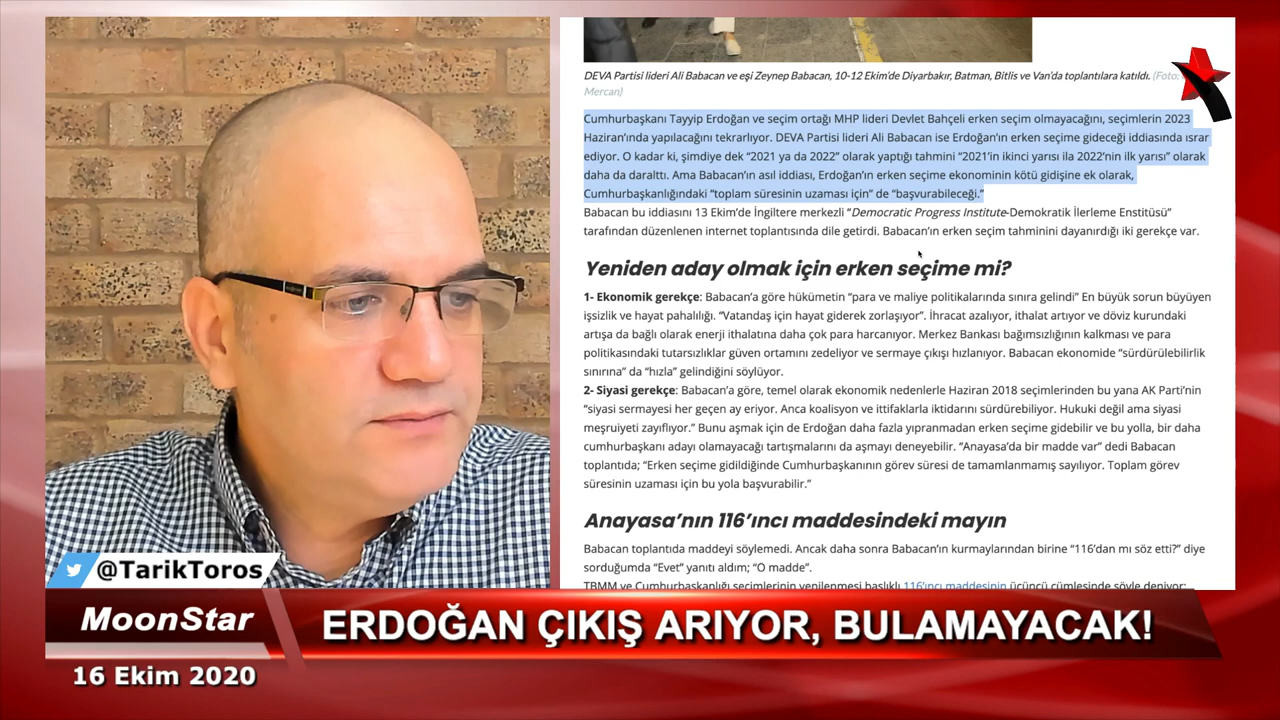 DEVA Partisi lideri Ali Babacan ve eşi Zeynep Babacan, 10-12 Ekim'de Diyarbakır, Batman, Bitlis ve Van'da toplantılara katıldı. (Foto:
Mercan)
Cumhurbaşkanı Tayyip Erdoğan ve seçim ortağı MHP lideri Devlet Bahçeli erken seçim olmayacağını, seçimlerin 2023
Haziran'ında yapılacağını tekrarlıyor. DEVA Partisi lideri Ali Babacan ise Erdoğan'ın erken seçime gideceği iddiasında ısrar
ediyor. O kadar ki, şimdiye dek “2021 ya da 2022” olarak yaptığı tahmini “2021'in ikinci yarısı ila 2022'nin ilk yarısı” olarak
daha da daralttı. Ama Babacan'ın asıl iddiası, Erdoğan'ın erken seçime ekonominin kötü gidişine ek olarak,
Cumhurbaşkanlığındaki “toplam süresinin uzaması için” de “başvurabileceği.”
Babacan bu iddiasını 13 Ekim'de İngiltere merkezli “Democratic Progress Institute-Demokratik İlerleme Enstitüsü”
tarafından düzenlenen internet toplantısında dile getirdi. Babacan'ın erken seçim tahminini dayanırdığı iki gerekçe var.
Yeniden aday olmak için erken seçime mi?
1- Ekonomik gerekçe: Babacan'a göre hükümetin “para ve maliye politikalarında sınıra gelindi” En büyük sorun büyüyen
işsizlik ve hayat pahalılığı. “Vatandaş için hayat giderek zorlaşıyor”. İhracat azalıyor, ithalat artıyor ve döviz kurundaki
artışa da bağlı olarak enerji ithalatına daha çok para harcanıyor. Merkez Bankası bağımsızlığının kalkması ve para
politikasındaki tutarsızlıklar güven ortamını zedeliyor ve sermaye çıkışı hızlanıyor. Babacan ekonomide “sürdürülebilirlik
sınırına” da “hızla” gelindiğini söylüyor.
2- Siyasi gerekçe: Babacan'a göre, temel olarak ekonomik nedenlerle Haziran 2018 seçimlerinden bu yana AK Parti'nin
“siyasi sermayesi her geçen ay eriyor. Anca koalisyon ve ittifaklarla iktidarını sürdürebiliyor. Hukuki değil ama siyasi
meşruiyeti zayıflıyor.” Bunu aşmak için de Erdoğan daha fazla yıpranmadan erken seçime gidebilir ve bu yolla, bir daha
cumhurbaşkanı adayı olamayacağı tartışmalarını da aşmayı deneyebilir. “Anayasa'da bir madde var” dedi Babacan
toplantıda; “Erken seçime gidildiğinde Cumhurbaşkanının görev süresi de tamamlanmamış sayılıyor. Toplam görev
süresinin uzaması için bu yola başvurabilir.”
Anayasa'nın 116'ıncı maddesindeki mayın
Babacan toplantıda maddeyi söylemedi. Ancak daha sonra Babacan'ın kurmaylarından birine “116'dan mı söz etti?” diye
sorduğumda “Evet” yanıtı aldım; “O madde”.
TBMM ve Cumhurbaşkanlığı seçimlerinin yenilenmesi başlıklı 116'ıncı maddesinin üçüncü cümlesinde şöyle deniyor:
@TarikToros
MoonStar
ERDOĞAN ÇIKIŞ ARIYOR, BULAMAYACAK!
16 Ekim 2020